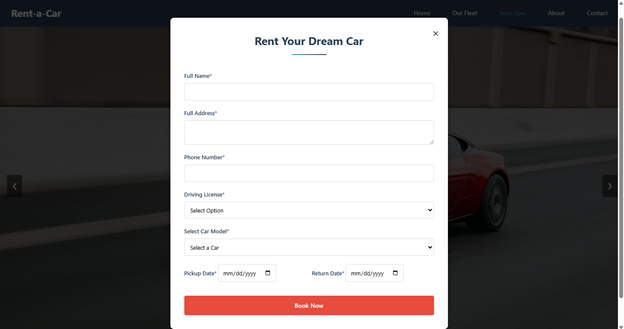 Rent-a-Car
Home Our Fleet Rent Now About Contact
×
Rent Your Dream Car
Full Name*
Full Address*
Phone Number*
Driving License*
Select Option
Select Car Model*
Select a Car
Pickup Date* mm/dd/yyyy Return Date* mm/dd/yyyy
Book Now